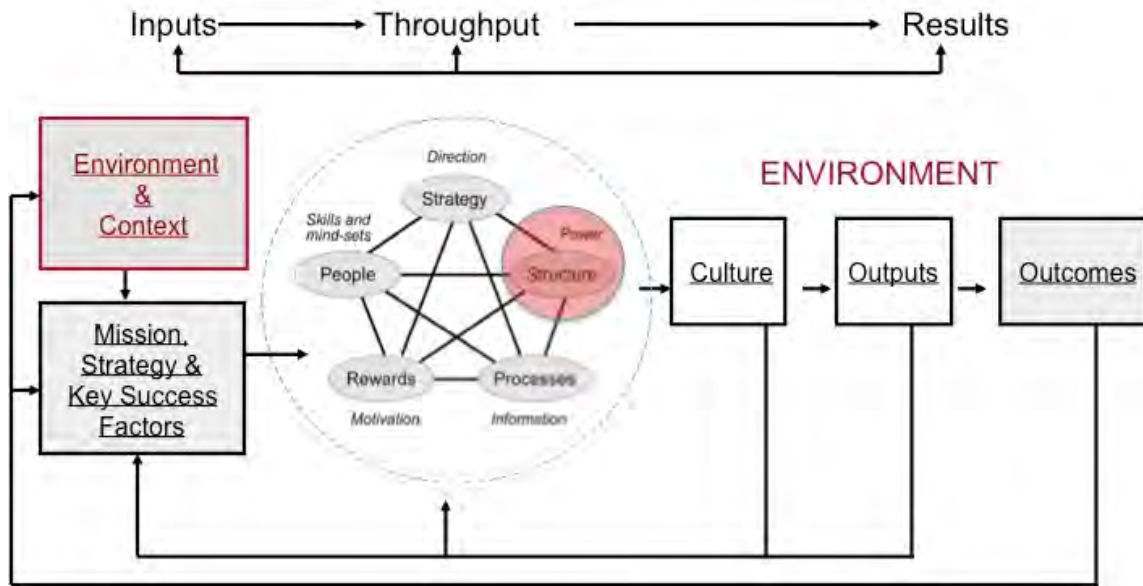 Inputs Throughput Results
Environment
&
Context
Mission,
Strategy &
Key Success
Factors
Direction
Strategy
Skills and
mind-sets
People
Power
Structure
Rewards
Motivation
Processes
Information
ENVIRONMENT
Culture
Outputs
Outcomes